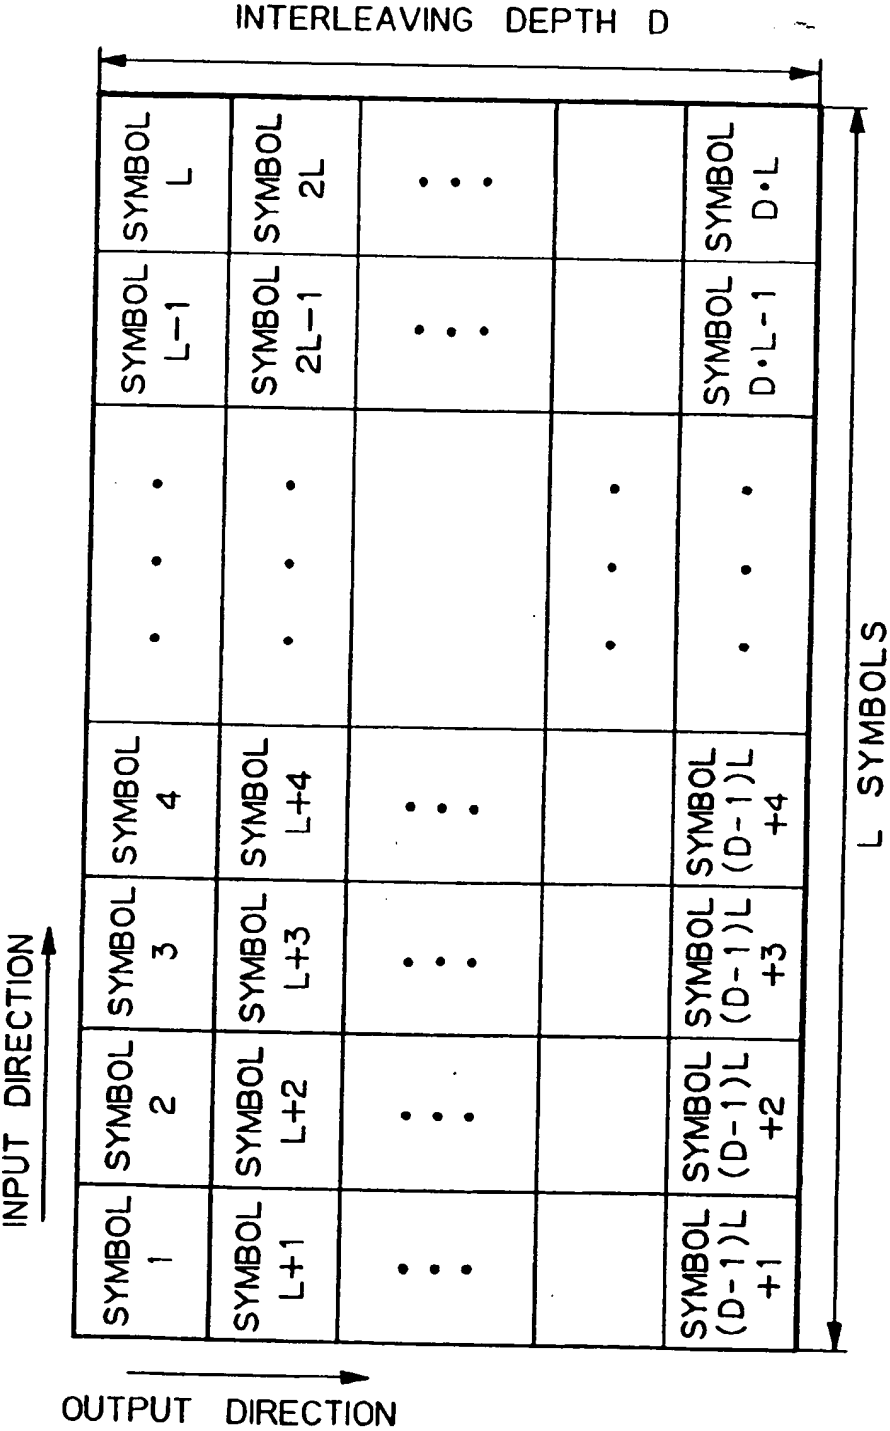 INTERLEAVING DEPTH D
SYMBOL
L
SYMBOL
2L
SYMBOL
D•L
SYMBOL
L-1
SYMBOL
2L-1
SYMBOL
D•L-1
SYMBOL
4
SYMBOL
L+4
SYMBOL
(D-1)L
+4
SYMBOL
3
SYMBOL
L+3
SYMBOL
(D-1)L
+3
SYMBOL
2
SYMBOL
L+2
SYMBOL
(D-1)L
+2
SYMBOL
1
SYMBOL
L+1
SYMBOL
(D-1)L
+1
L SYMBOLS
INPUT DIRECTION
OUTPUT DIRECTION